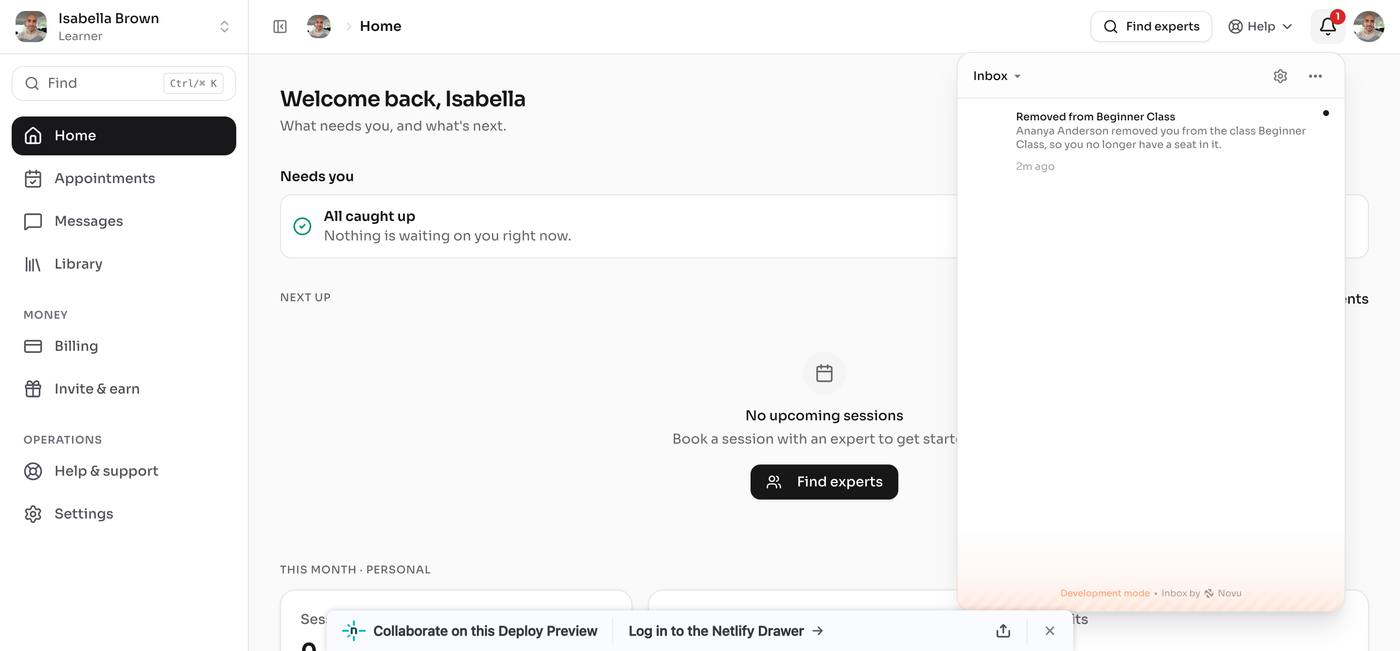 Isabella Brown
Learner
Home
Find experts
Help
1
Find
Ctrl/⌘ K
Home
Appointments
Messages
Library
MONEY
Billing
Invite & earn
OPERATIONS
Help & support
Settings
Welcome back, Isabella
What needs you, and what's next.
Needs you
All caught up
Nothing is waiting on you right now.
NEXT UP
No upcoming sessions
Book a session with an expert to get
Find experts
THIS MONTH · PERSONAL
Inbox
Removed from Beginner Class
Ananya Anderson removed you from the class Beginner
Class, so you no longer have a seat in it.
2m ago
Development mode • Inbox by Novu
Collaborate on this Deploy Preview
Log in to the Netlify Drawer →